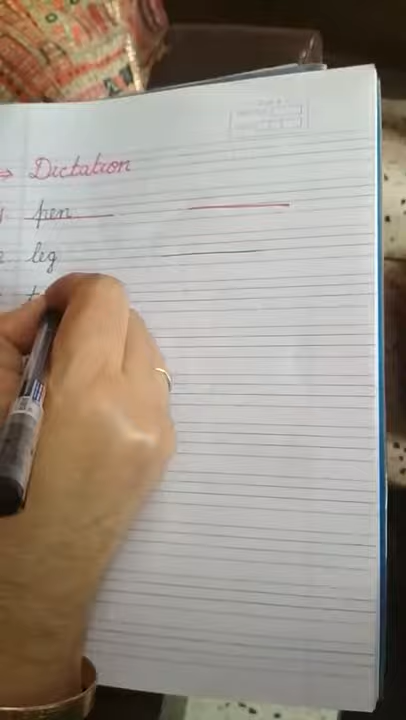 ⇒ Dictation
pen
leg
t